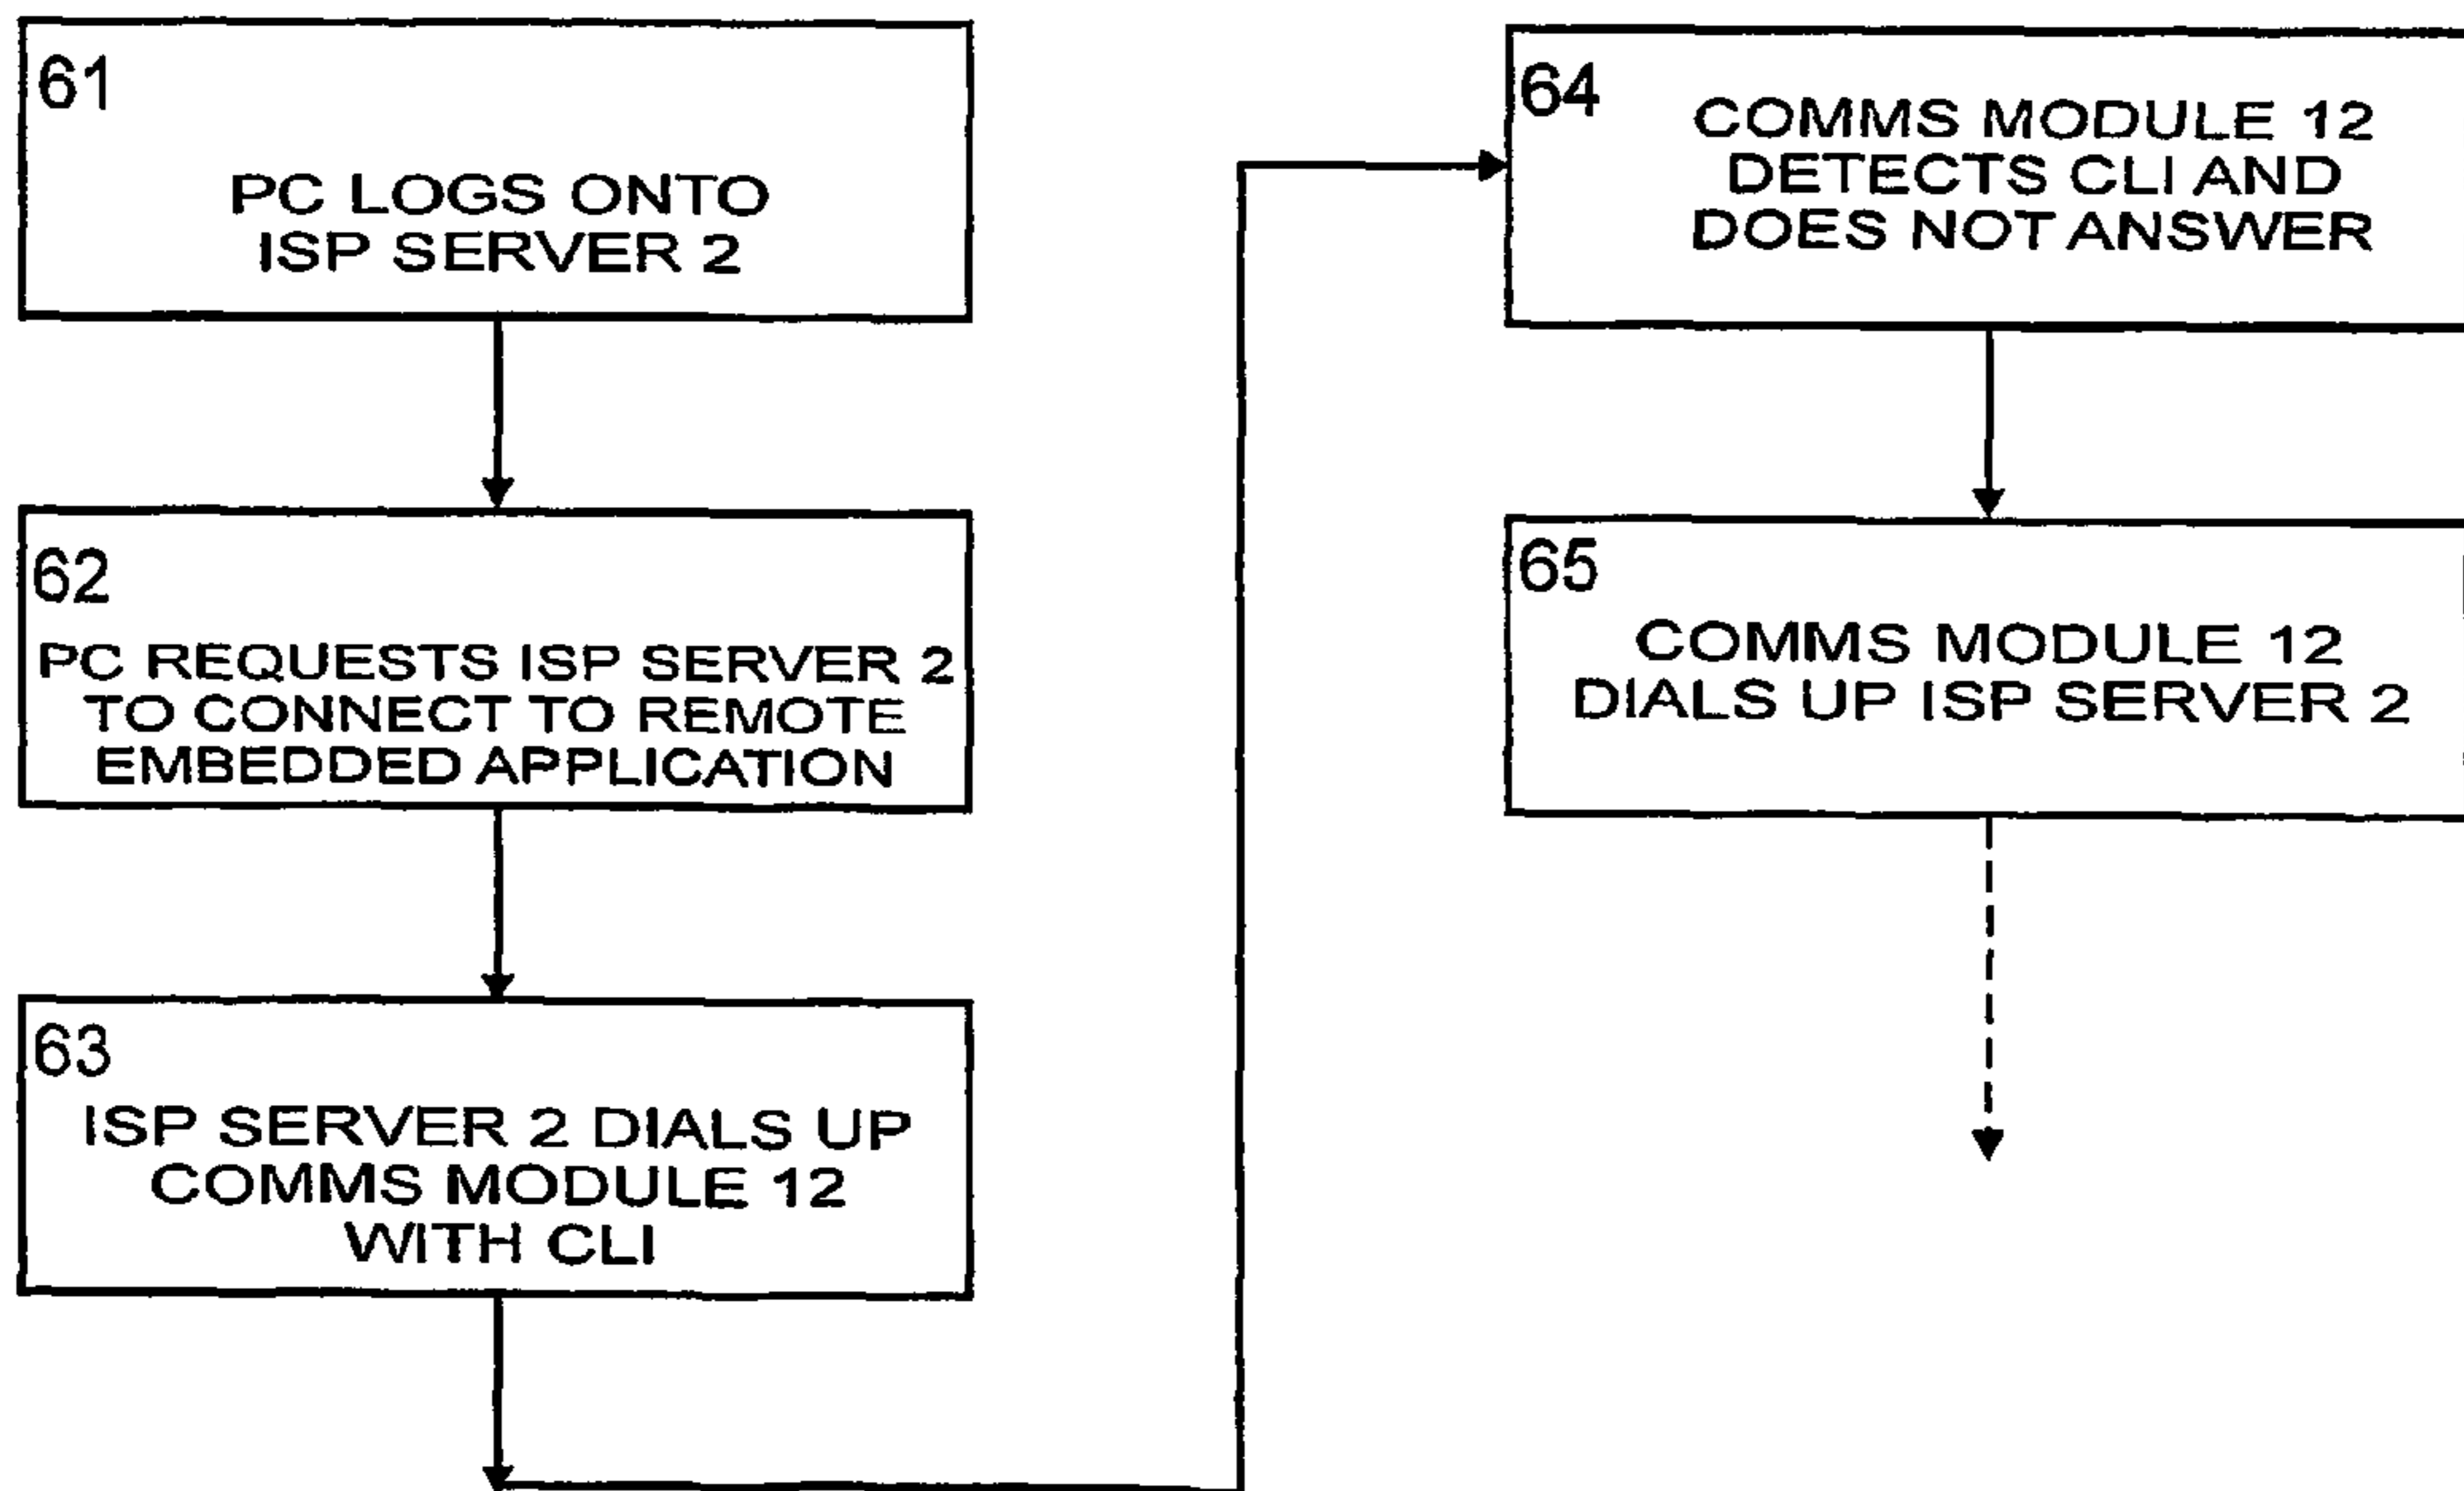 61
PC LOGS ONTO
ISP SERVER 2
62
PC REQUESTS ISP SERVER 2
TO CONNECT TO REMOTE
EMBEDDED APPLICATION
63
ISP SERVER 2 DIALS UP
COMMS MODULE 12
WITH CLI
64
COMMS MODULE 12
DETECTS CLI AND
DOES NOT ANSWER
65
COMMS MODULE 12
DIALS UP ISP SERVER 2